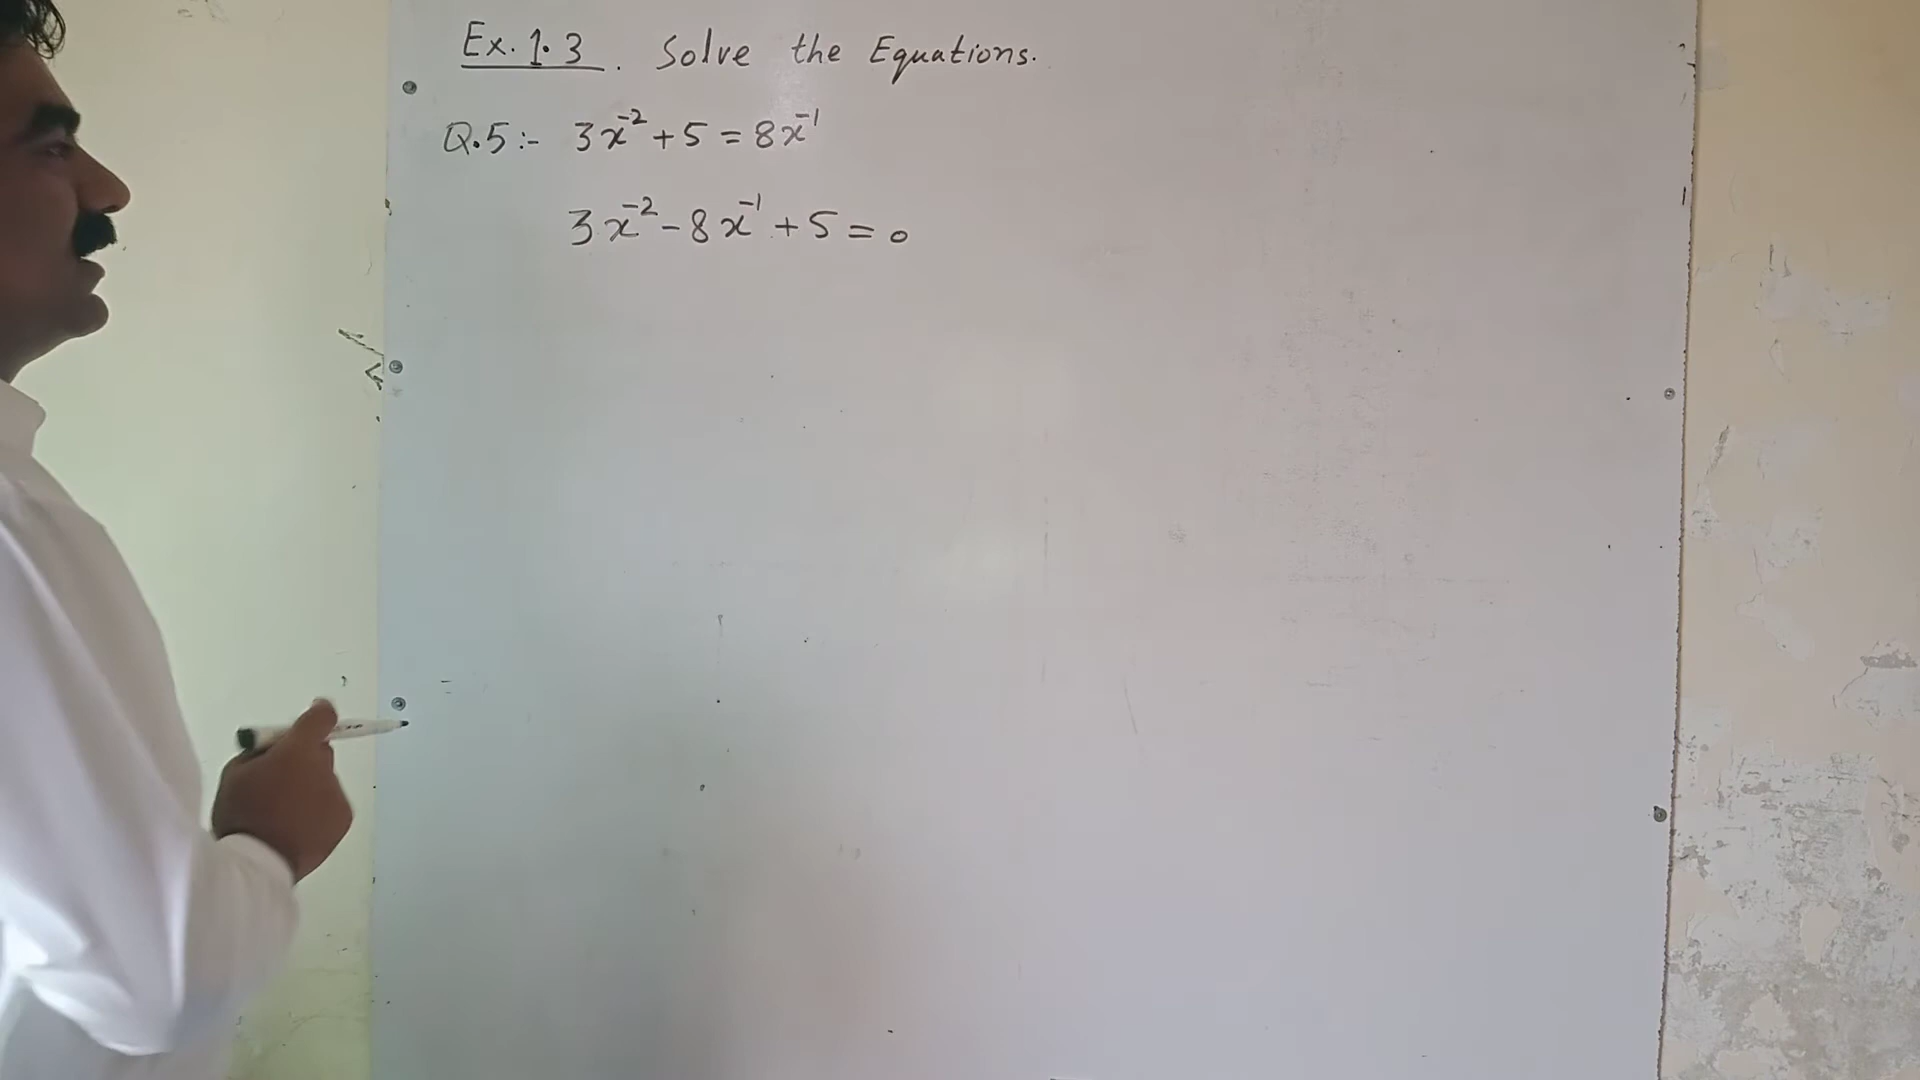 Ex. 1.3. Solve the Equations.
Q.5:- 3x⁻² + 5 = 8x⁻¹
3x⁻² - 8x⁻¹ + 5 = 0